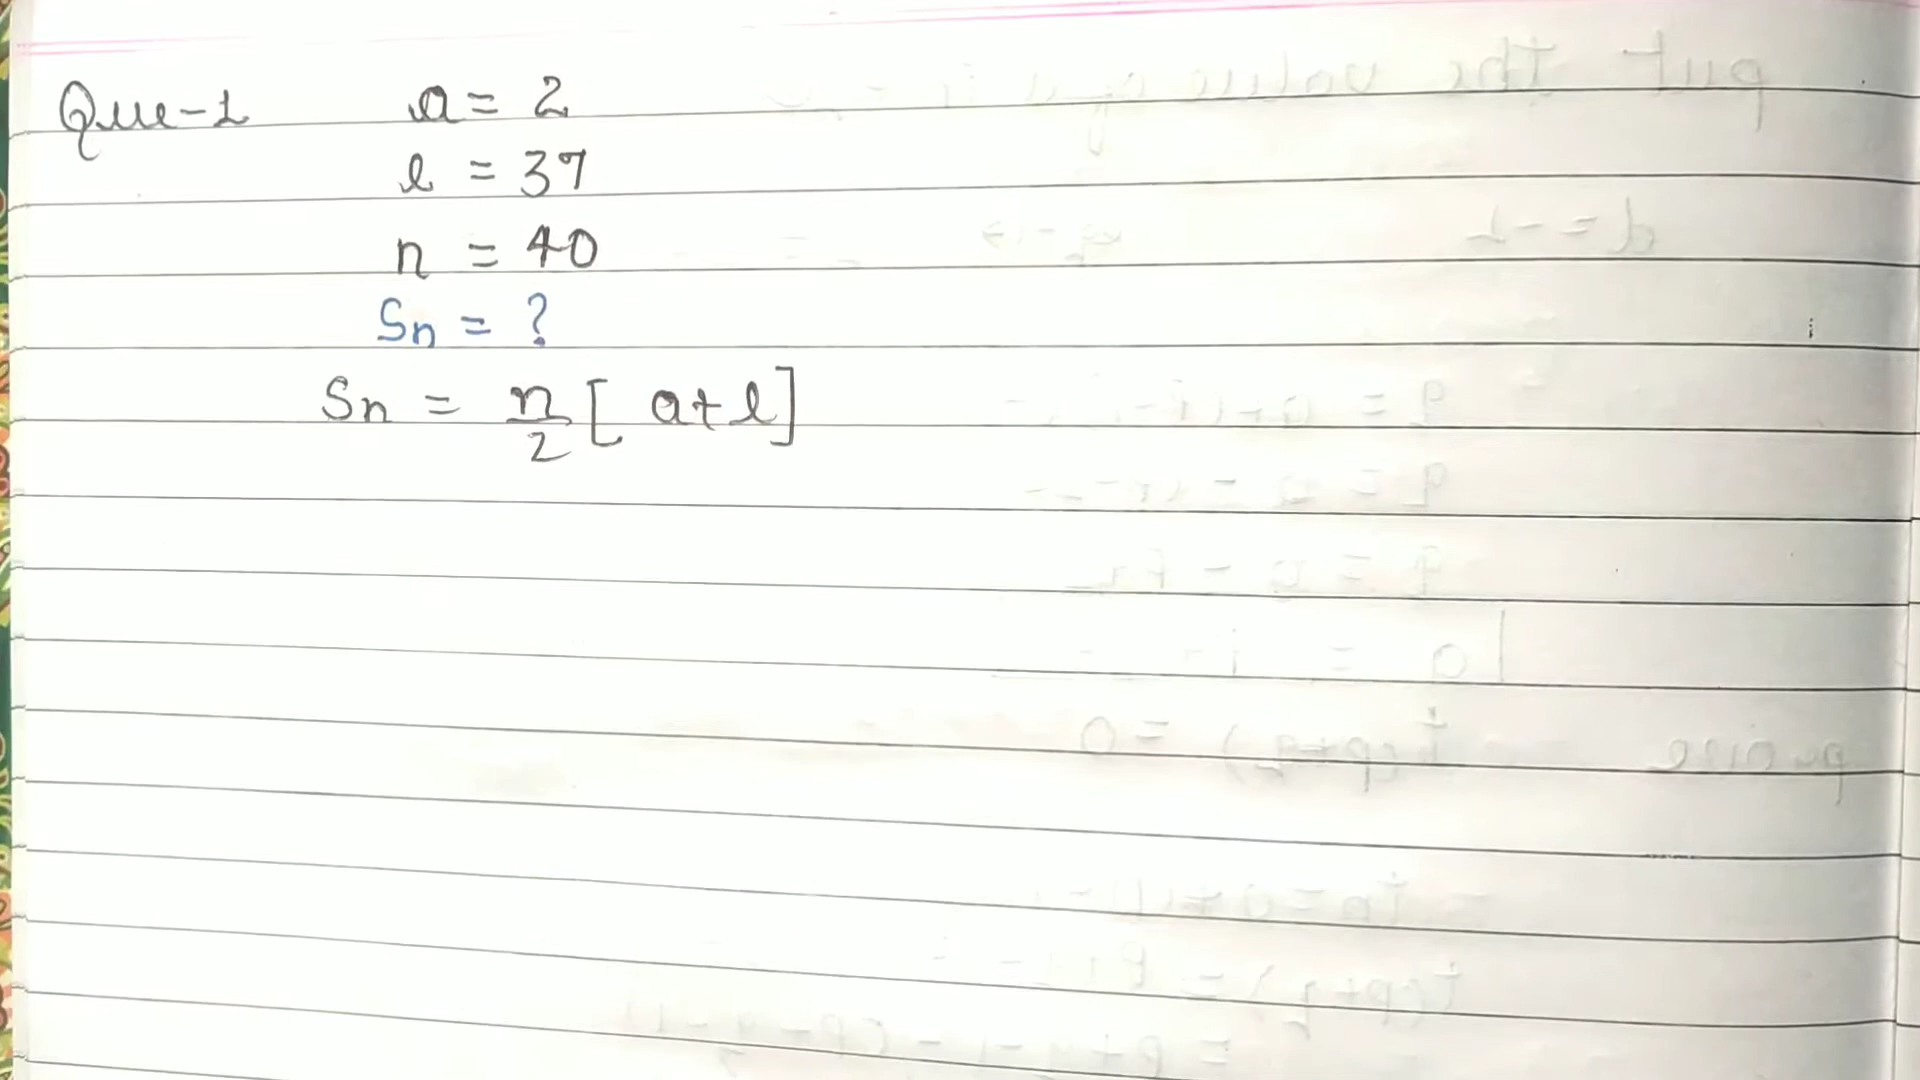 Que-1 a = 2
l = 37
n = 40
Sn = ?
Sn = n/2 [ a+l]